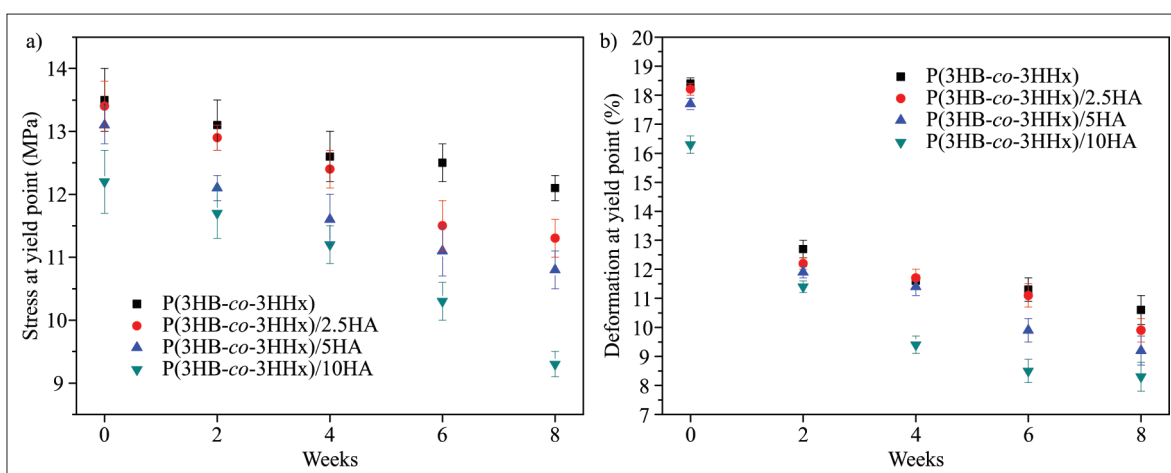 a)
Stress at yield point (MPa)
14
13
12
11
10
9
P(3HB-co-3HHx)
P(3HB-co-3HHx)/2.5HA
P(3HB-co-3HHx)/5HA
P(3HB-co-3HHx)/10HA
0 2 4 6 8
Weeks
b)
Deformation at yield point (%)
20
19
18
17
16
15
14
13
12
11
10
9
8
7
P(3HB-co-3HHx)
P(3HB-co-3HHx)/2.5HA
P(3HB-co-3HHx)/5HA
P(3HB-co-3HHx)/10HA
0 2 4 6 8
Weeks